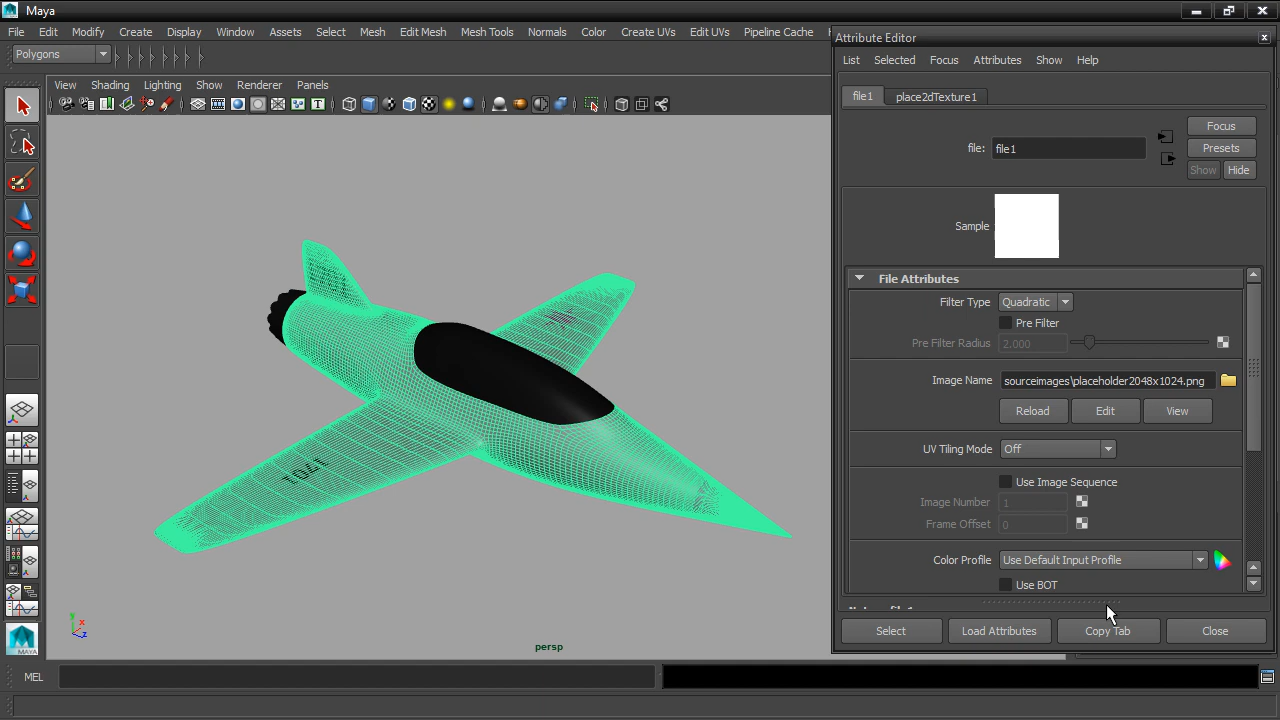 Maya
File Edit Modify Create Display Window Assets Select Mesh Edit Mesh Mesh Tools Normals Color Create UVs Edit UVs Pipeline Cache
Polygons
View Shading Lighting Show Renderer Panels
T
persp
y
x
z
MAYA
MEL
Attribute Editor
List Selected Focus Attributes Show Help
file1 place2dTexture1
file: file1
Focus
Presets
Show Hide
Sample
File Attributes
Filter Type Quadratic
Pre Filter
Pre Filter Radius 2.000
Image Name sourceimages\placeholder2048x1024.png
Reload Edit View
UV Tiling Mode Off
Use Image Sequence
Image Number 1
Frame Offset 0
Color Profile Use Default Input Profile
Use BOT
Select Load Attributes Copy Tab Close